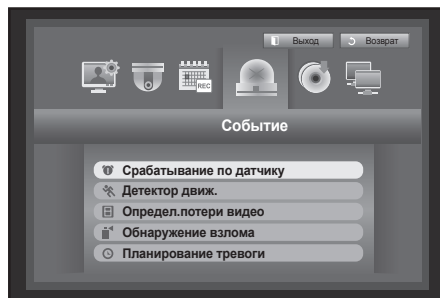 Выход Возврат
REC
Событие
Срабатывание по датчику
Детектор движ.
Определ.потери видео
Обнаружение взлома
Планирование тревоги